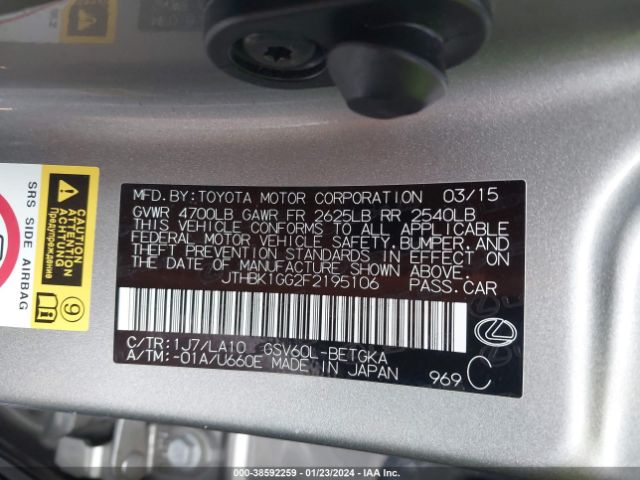 MFD. BY: TOYOTA MOTOR CORPORATION 03/15
GVWR 4700LB GAWR FR 2625LB RR 2540LB
THIS VEHICLE CONFORMS TO ALL APPLICABLE
FEDERAL MOTOR VEHICLE SAFETY, BUMPER, AND
THEFT PREVENTION STANDARDS IN EFFECT ON
THE DATE OF MANUFACTURE SHOWN ABOVE.
JTHBK1GG2F2195106 PASS. CAR
C/TR: 1J7/LA10 GSV60L-BETGKA
A/TM: -01A/U660E MADE IN JAPAN
969 C
SRS SIDE AIRBAG
CAUTION
ACHTUNG
ATTENTION
Предупреждение
9
STOCK#: 38592259 - 01/23/2024 - IAA Inc.